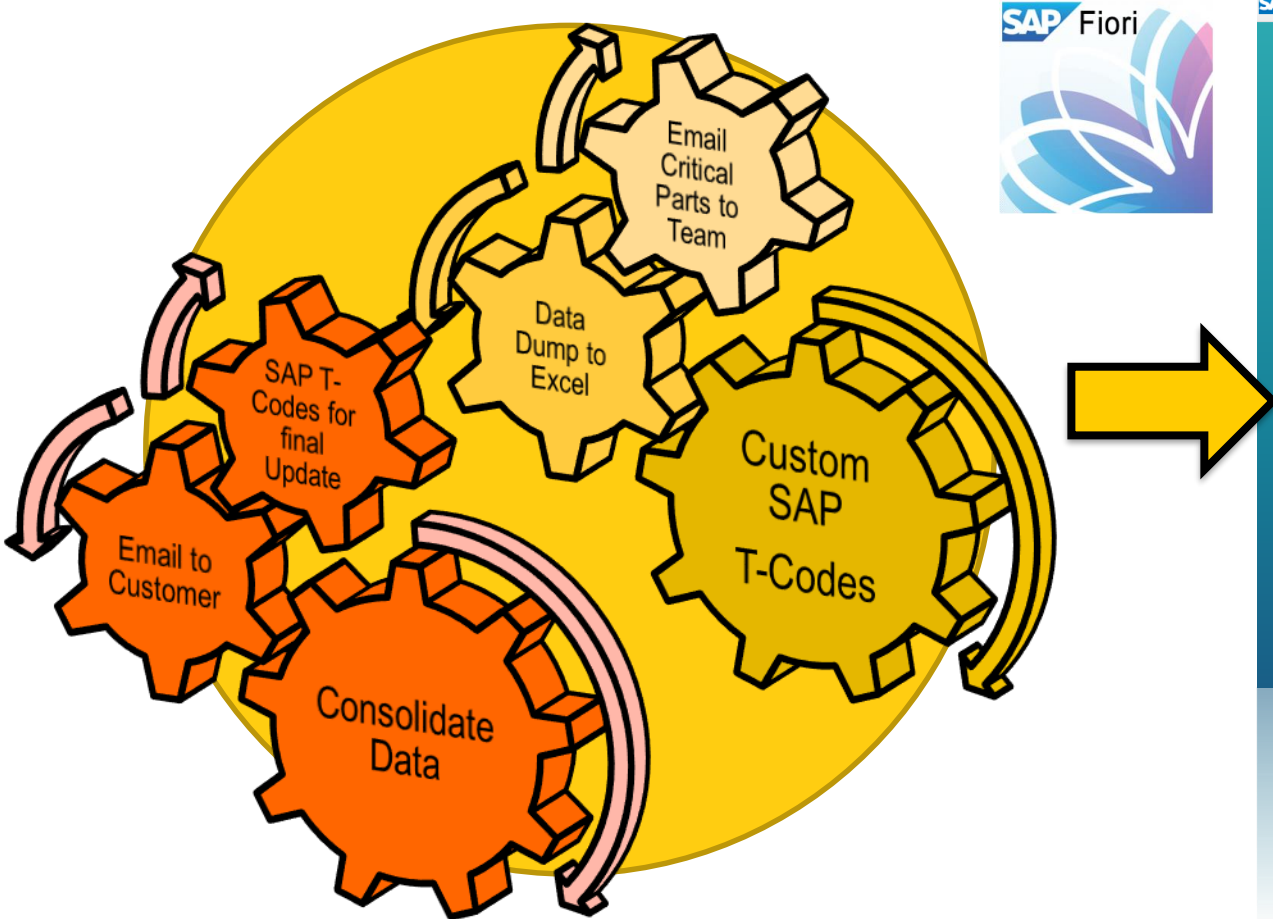 SAP Fiori
Email
Critical
Parts to
Team
Data
Dump to
Excel
SAP T-
Codes for
final
Update
Custom
SAP
T-Codes
Email to
Customer
Consolidate
Data